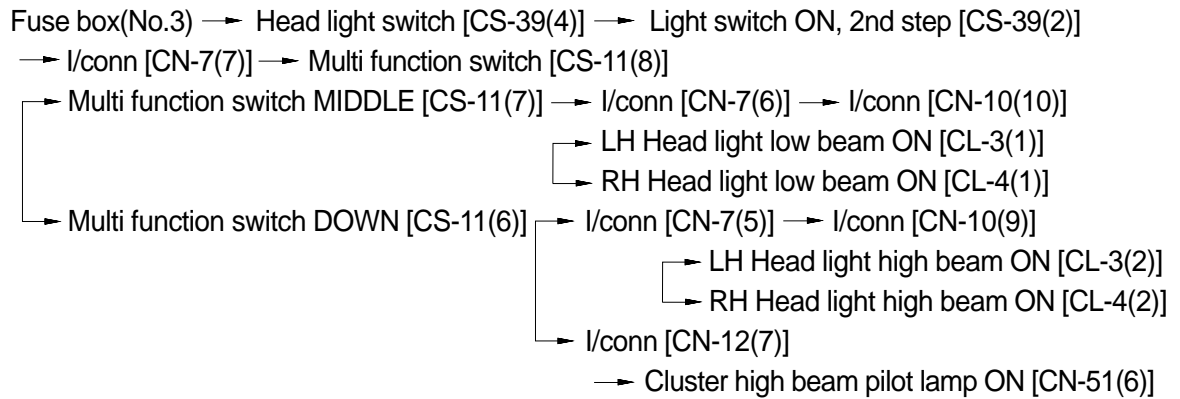 Fuse box(No.3) → Head light switch [CS-39(4)] → Light switch ON, 2nd step [CS-39(2)]
→ I/conn [CN-7(7)] → Multi function switch [CS-11(8)]
→ Multi function switch MIDDLE [CS-11(7)] → I/conn [CN-7(6)] → I/conn [CN-10(10)]
→ LH Head light low beam ON [CL-3(1)]
→ RH Head light low beam ON [CL-4(1)]
→ Multi function switch DOWN [CS-11(6)] → I/conn [CN-7(5)] → I/conn [CN-10(9)]
→ LH Head light high beam ON [CL-3(2)]
→ RH Head light high beam ON [CL-4(2)]
→ I/conn [CN-12(7)]
→ Cluster high beam pilot lamp ON [CN-51(6)]